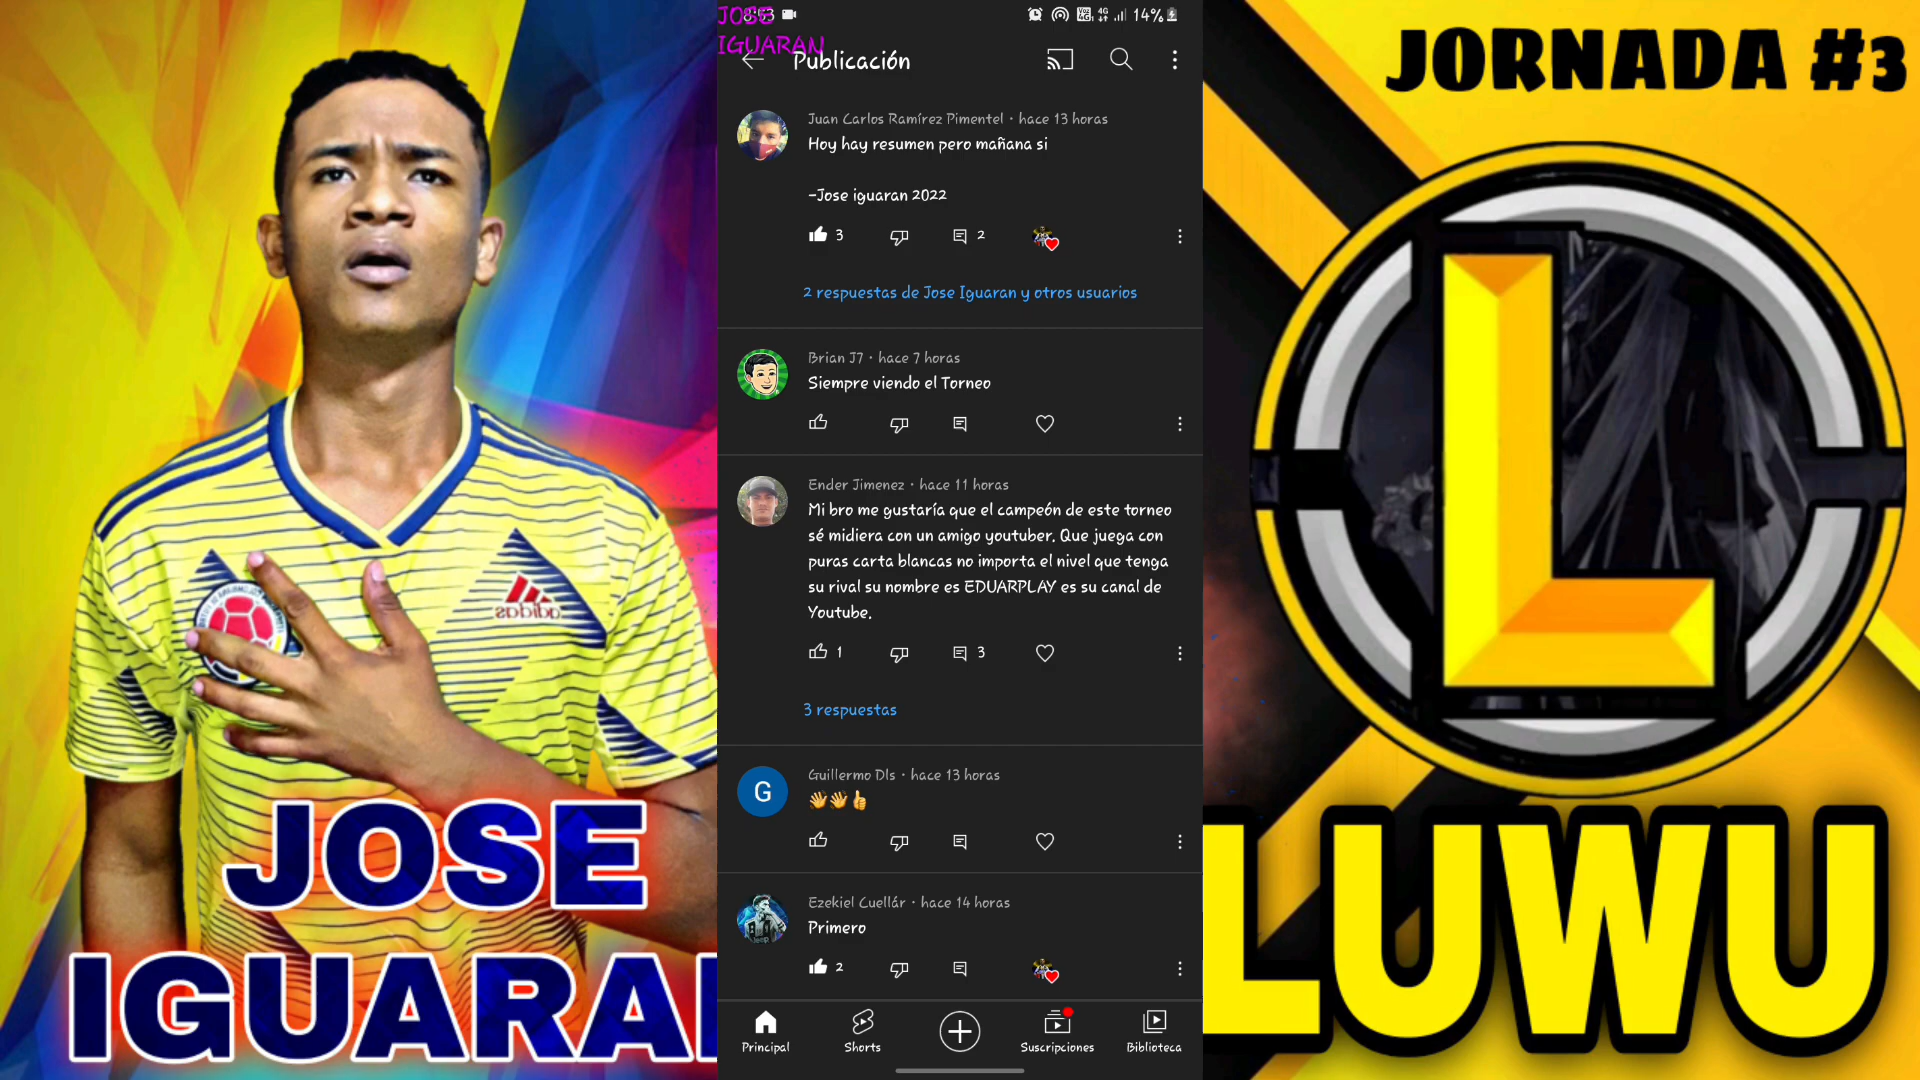 JOSE
IGUARAN
8:53
14%
Publicación
JORNADA #3
Juan Carlos Ramírez Pimentel · hace 13 horas
Hoy hay resumen pero mañana si
-Jose iguaran 2022
3
2
2 respuestas de Jose Iguaran y otros usuarios
Brian J7 · hace 7 horas
Siempre viendo el Torneo
Ender Jimenez · hace 11 horas
Mi bro me gustaría que el campeón de este torneo
sé midiera con un amigo youtuber. Que juega con
puras carta blancas no importa el nivel que tenga
su rival su nombre es EDUARPLAY es su canal de
Youtube.
1
3
3 respuestas
Guillermo Dls · hace 13 horas
👋👋👍
Ezekiel Cuellár · hace 14 horas
Primero
2
Principal
Shorts
Suscripciones
Biblioteca
adidas
JOSE
IGUARA
L
LUWU
G